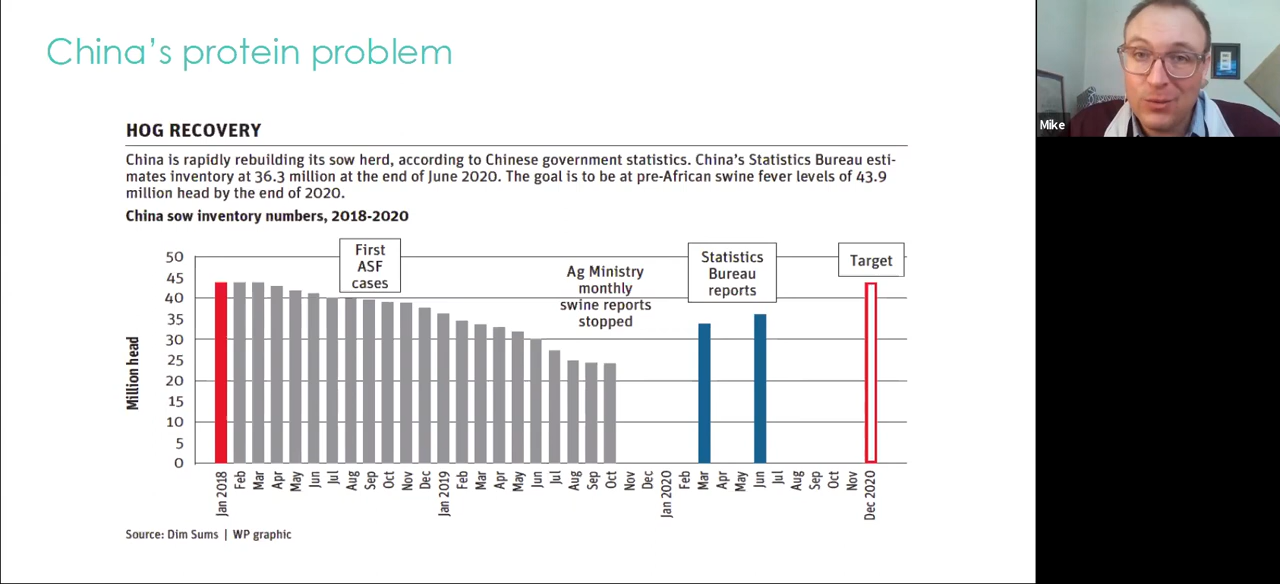 China's protein problem
Mike
HOG RECOVERY
China is rapidly rebuilding its sow herd, according to Chinese government statistics. China's Statistics Bureau esti-
mates inventory at 36.3 million at the end of June 2020. The goal is to be at pre-African swine fever levels of 43.9
million head by the end of 2020.
China sow inventory numbers, 2018-2020
First
ASF
cases
Ag Ministry
monthly
swine reports
stopped
Statistics
Bureau
reports
Target
Million head
50
45
40
35
30
25
20
15
10
5
0
Jan 2018
Feb
Mar
Apr
May
Jun
Jul
Aug
Sep
Oct
Nov
Dec
Jan 2019
Feb
Mar
Apr
May
Jun
Jul
Aug
Sep
Oct
Nov
Dec
Jan 2020
Feb
Mar
Apr
May
Jun
Jul
Aug
Sep
Oct
Nov
Dec 2020
Source: Dim Sums | WP graphic